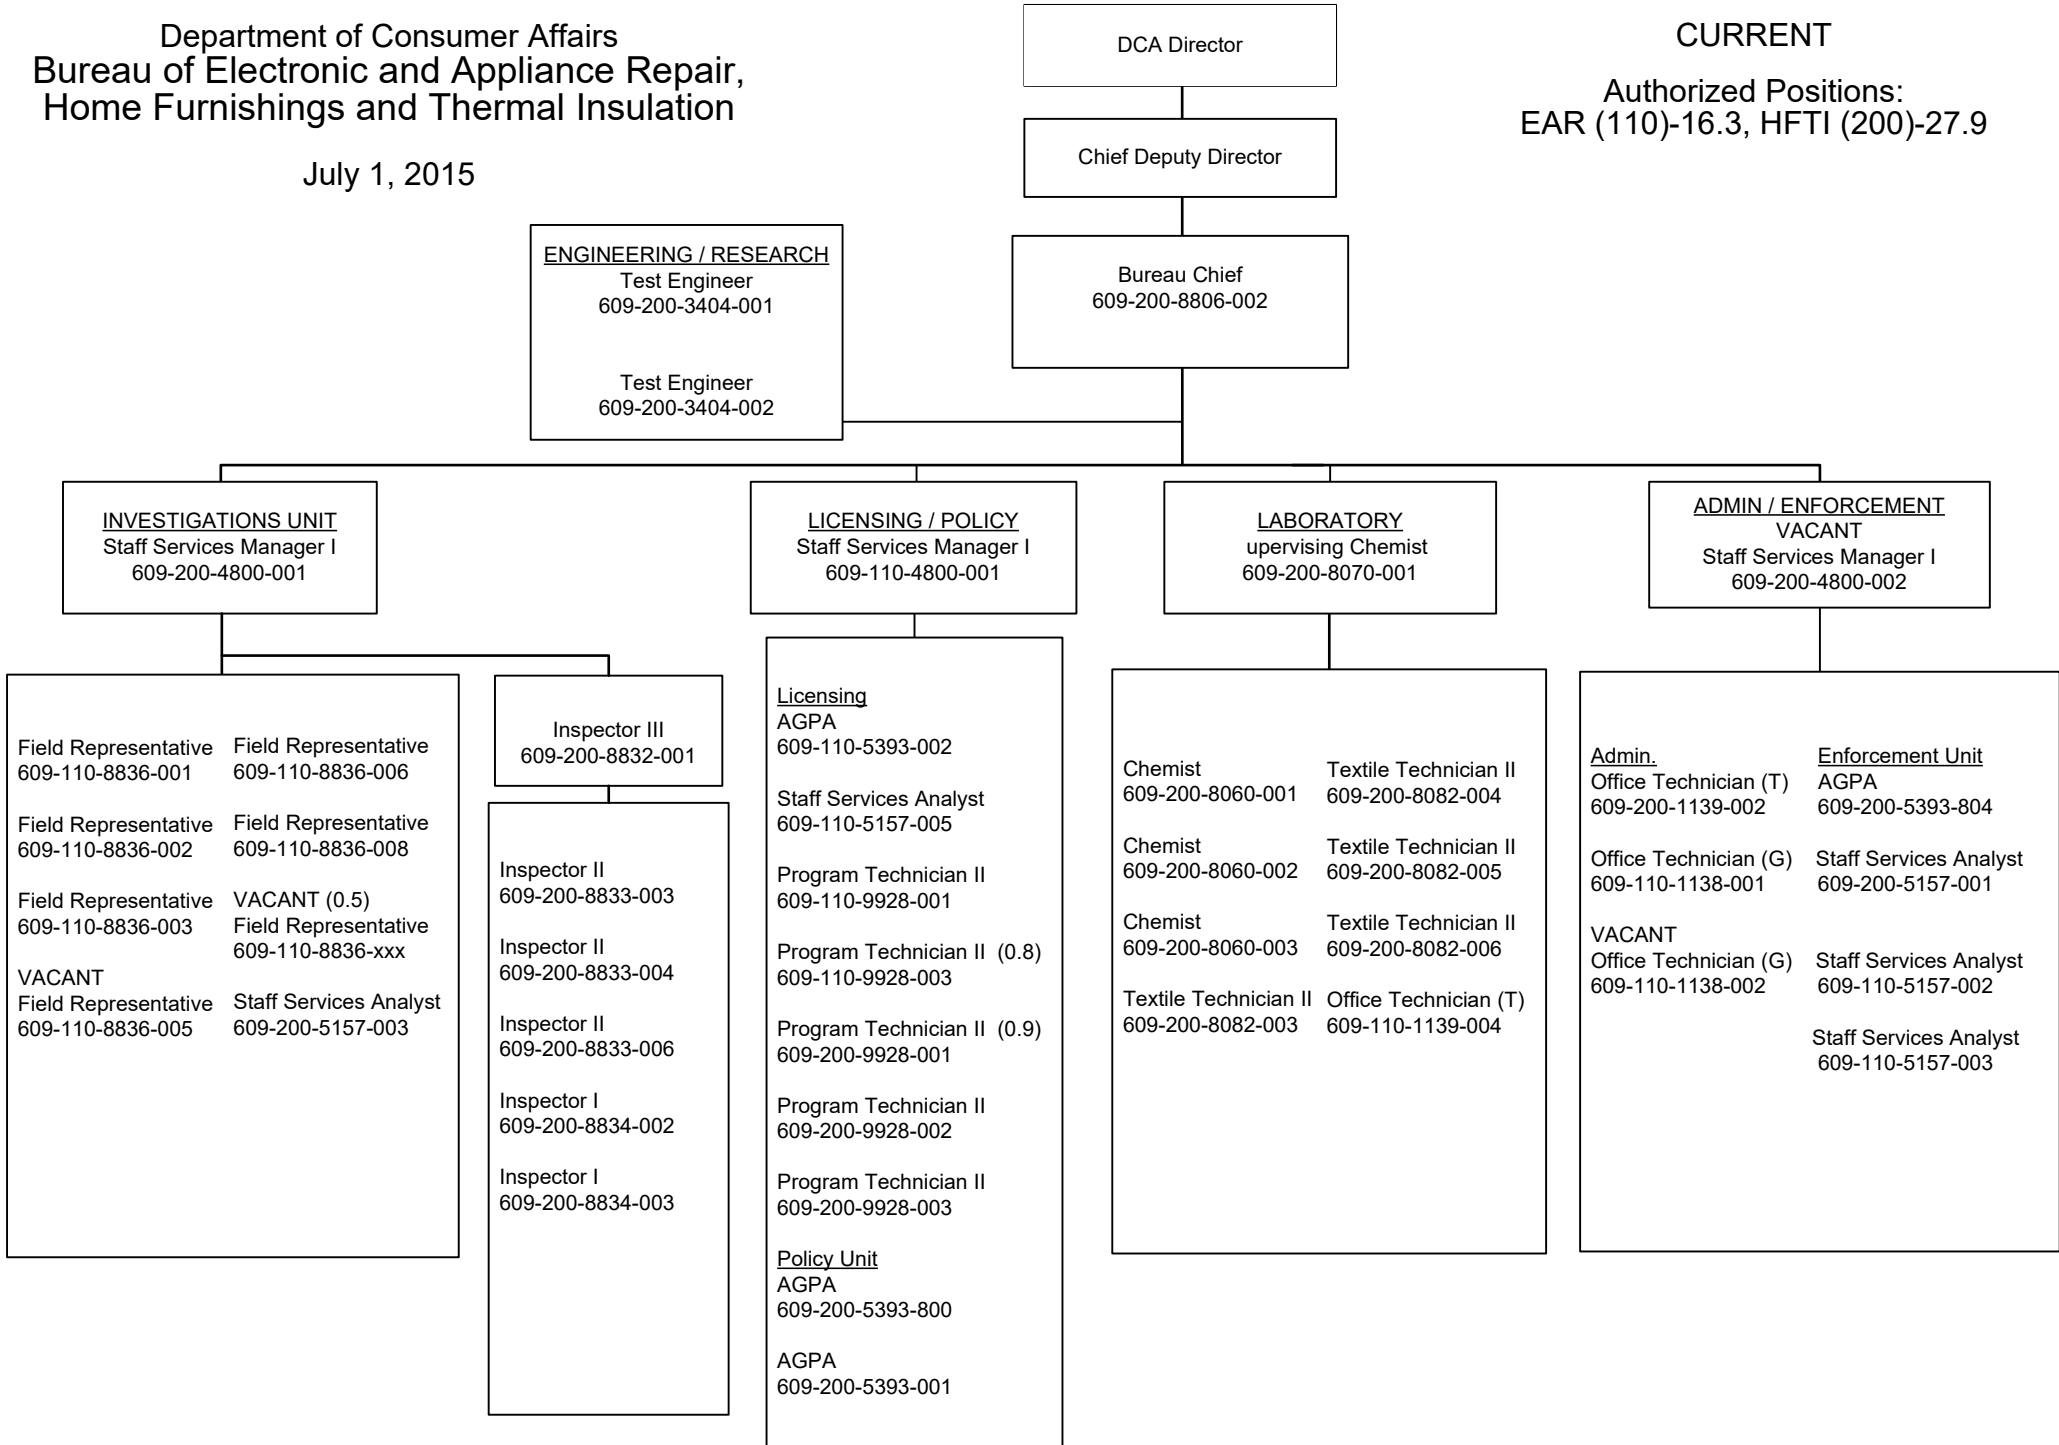 Department of Consumer Affairs
Bureau of Electronic and Appliance Repair,
Home Furnishings and Thermal Insulation
July 1, 2015
DCA Director
CURRENT
Authorized Positions:
EAR (110)-16.3, HFTI (200)-27.9
Chief Deputy Director
Bureau Chief
609-200-8806-002
ENGINEERING / RESEARCH
Test Engineer
609-200-3404-001
Test Engineer
609-200-3404-002
INVESTIGATIONS UNIT
Staff Services Manager I
609-200-4800-001
LICENSING / POLICY
Staff Services Manager I
609-110-4800-001
LABORATORY
upervising Chemist
609-200-8070-001
ADMIN / ENFORCEMENT
VACANT
Staff Services Manager I
609-200-4800-002
Field Representative
609-110-8836-001
Field Representative
609-110-8836-002
Field Representative
609-110-8836-003
VACANT
Field Representative
609-110-8836-005
Field Representative
609-110-8836-006
Field Representative
609-110-8836-008
VACANT (0.5)
Field Representative
609-110-8836-xxx
Staff Services Analyst
609-200-5157-003
Inspector III
609-200-8832-001
Inspector II
609-200-8833-003
Inspector II
609-200-8833-004
Inspector II
609-200-8833-006
Inspector I
609-200-8834-002
Inspector I
609-200-8834-003
Licensing
AGPA
609-110-5393-002
Staff Services Analyst
609-110-5157-005
Program Technician II
609-110-9928-001
Program Technician II (0.8)
609-110-9928-003
Program Technician II (0.9)
609-200-9928-001
Program Technician II
609-200-9928-002
Program Technician II
609-200-9928-003
Policy Unit
AGPA
609-200-5393-800
AGPA
609-200-5393-001
Chemist
609-200-8060-001
Chemist
609-200-8060-002
Chemist
609-200-8060-003
Textile Technician II
609-200-8082-003
Textile Technician II
609-200-8082-004
Textile Technician II
609-200-8082-005
Textile Technician II
609-200-8082-006
Office Technician (T)
609-110-1139-004
Admin.
Office Technician (T)
609-200-1139-002
Office Technician (G)
609-110-1138-001
VACANT
Office Technician (G)
609-110-1138-002
Enforcement Unit
AGPA
609-200-5393-804
Staff Services Analyst
609-200-5157-001
Staff Services Analyst
609-110-5157-002
Staff Services Analyst
609-110-5157-003